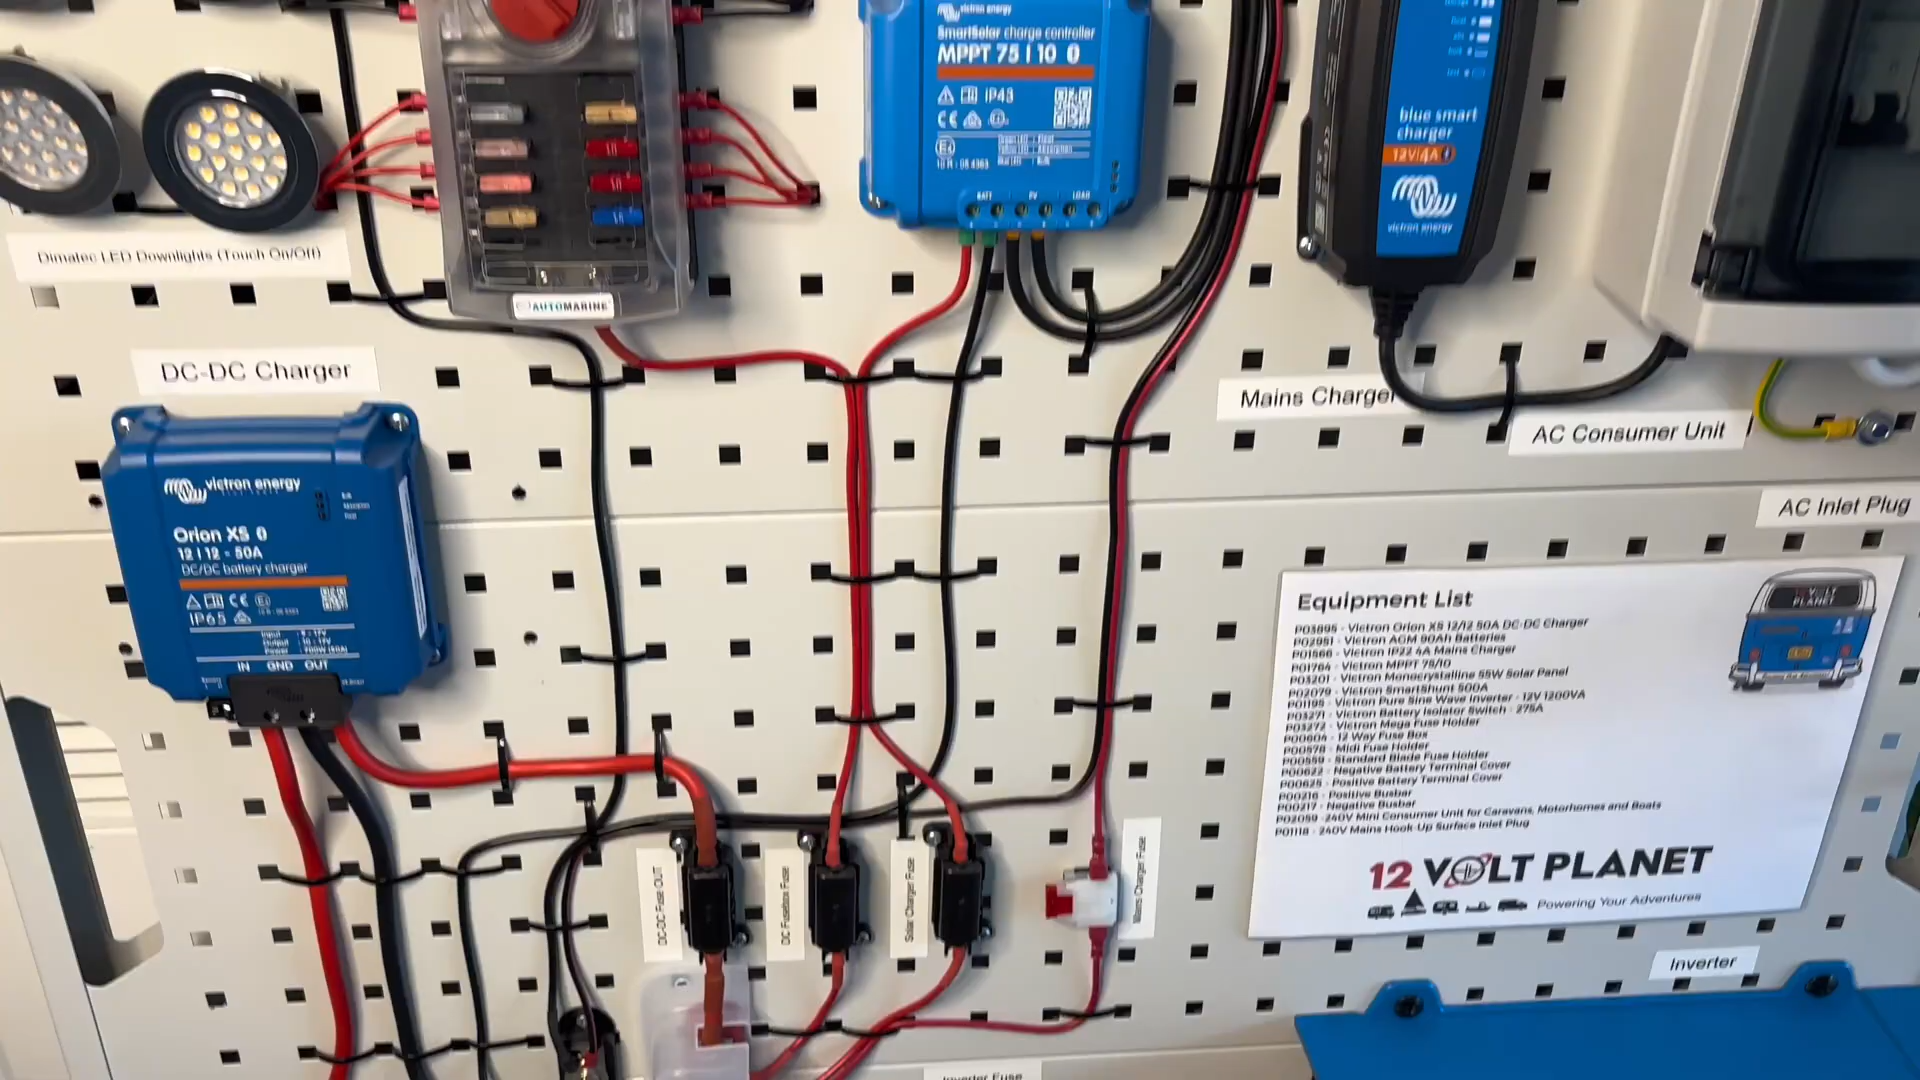 victron energy
SmartSolar charge controller
MPPT 75 | 10
IP43
BATT PV LOAD
blue smart
charger
12V/4A
victron energy
Dimatec LED Downlights (Touch On/Off)
AUTOMARINE
DC-DC Charger
Mains Charger
AC Consumer Unit
AC Inlet Plug
victron energy
Orion XS
12 | 12 - 50A
DC/DC battery charger
IP65
IN GND OUT
Equipment List
P03895 - Victron Orion XS 12/12 50A DC-DC Charger
P02951 - Victron AGM 90Ah Batteries
P01566 - Victron IP22 4A Mains Charger
P01764 - Victron MPPT 75/10
P03201 - Victron Monocrystalline 55W Solar Panel
P02079 - Victron SmartShunt 500A
P01195 - Victron Pure Sine Wave Inverter - 12V 1200VA
P03271 - Victron Battery Isolator Switch - 275A
P03272 - Victron Mega Fuse Holder
P00604 - 12 Way Fuse Box
P00578 - Midi Fuse Holder
P00559 - Standard Blade Fuse Holder
P00622 - Negative Battery Terminal Cover
P00625 - Positive Battery Terminal Cover
P00216 - Positive Busbar
P00217 - Negative Busbar
P02059 - 240V Mini Consumer Unit for Caravans, Motorhomes and Boats
P01118 - 240V Mains Hook-Up Surface Inlet Plug
12 VOLT PLANET
Powering Your Adventures
12 VOLT
PLANET
DC-DC Fuse OUT
DC Fusebox Fuse
Solar Charger Fuse
Mains Charger Fuse
Inverter
Inverter Fuse